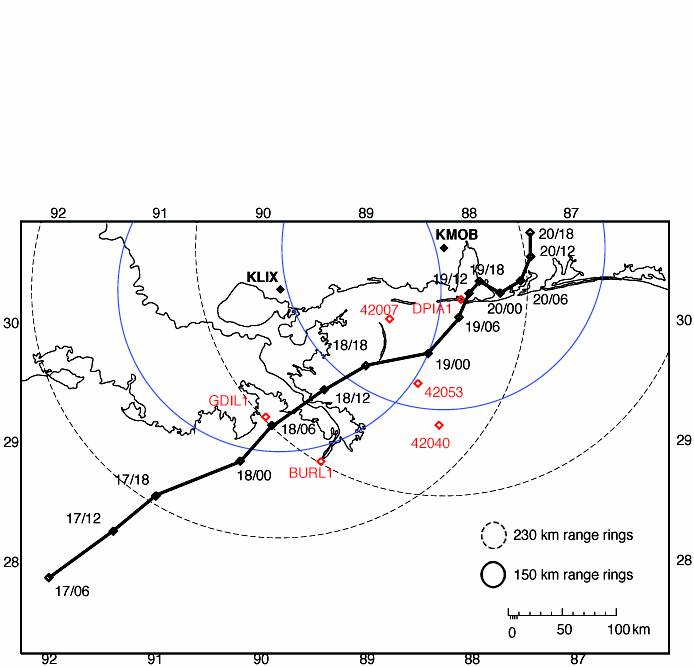 92 91 90 89 88 87
KMOB
20/18
20/12
KLIX
19/12
19/18
DPIA1
20/00
20/06
42007
30
30
19/06
18/18
19/00
42053
18/12
GDIL1
18/06
42040
29
29
BURL1
18/00
17/18
17/12
28
28
17/06
230 km range rings
150 km range rings
0 50 100 km
92 91 90 89 88 87